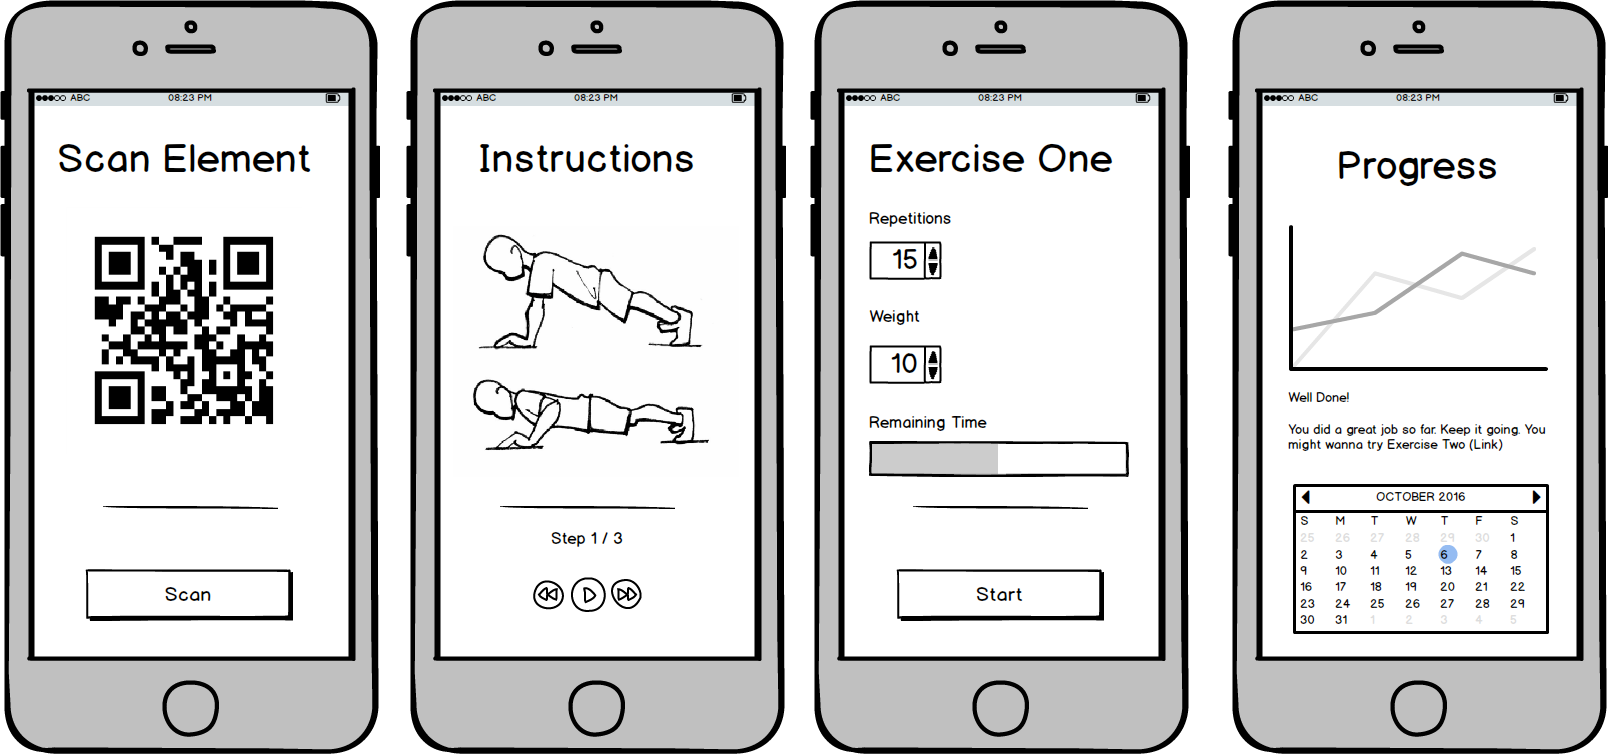 ABC 08:23 PM
Scan Element
Scan
ABC 08:23 PM
Instructions
Step 1 / 3
ABC 08:23 PM
Exercise One
Repetitions
15
Weight
10
Remaining Time
Start
ABC 08:23 PM
Progress
Well Done!
You did a great job so far. Keep it going. You
might wanna try Exercise Two (Link)
OCTOBER 2016
S M T W T F S
25 26 27 28 29 30 1
2 3 4 5 6 7 8
9 10 11 12 13 14 15
16 17 18 19 20 21 22
23 24 25 26 27 28 29
30 31 1 2 3 4 5